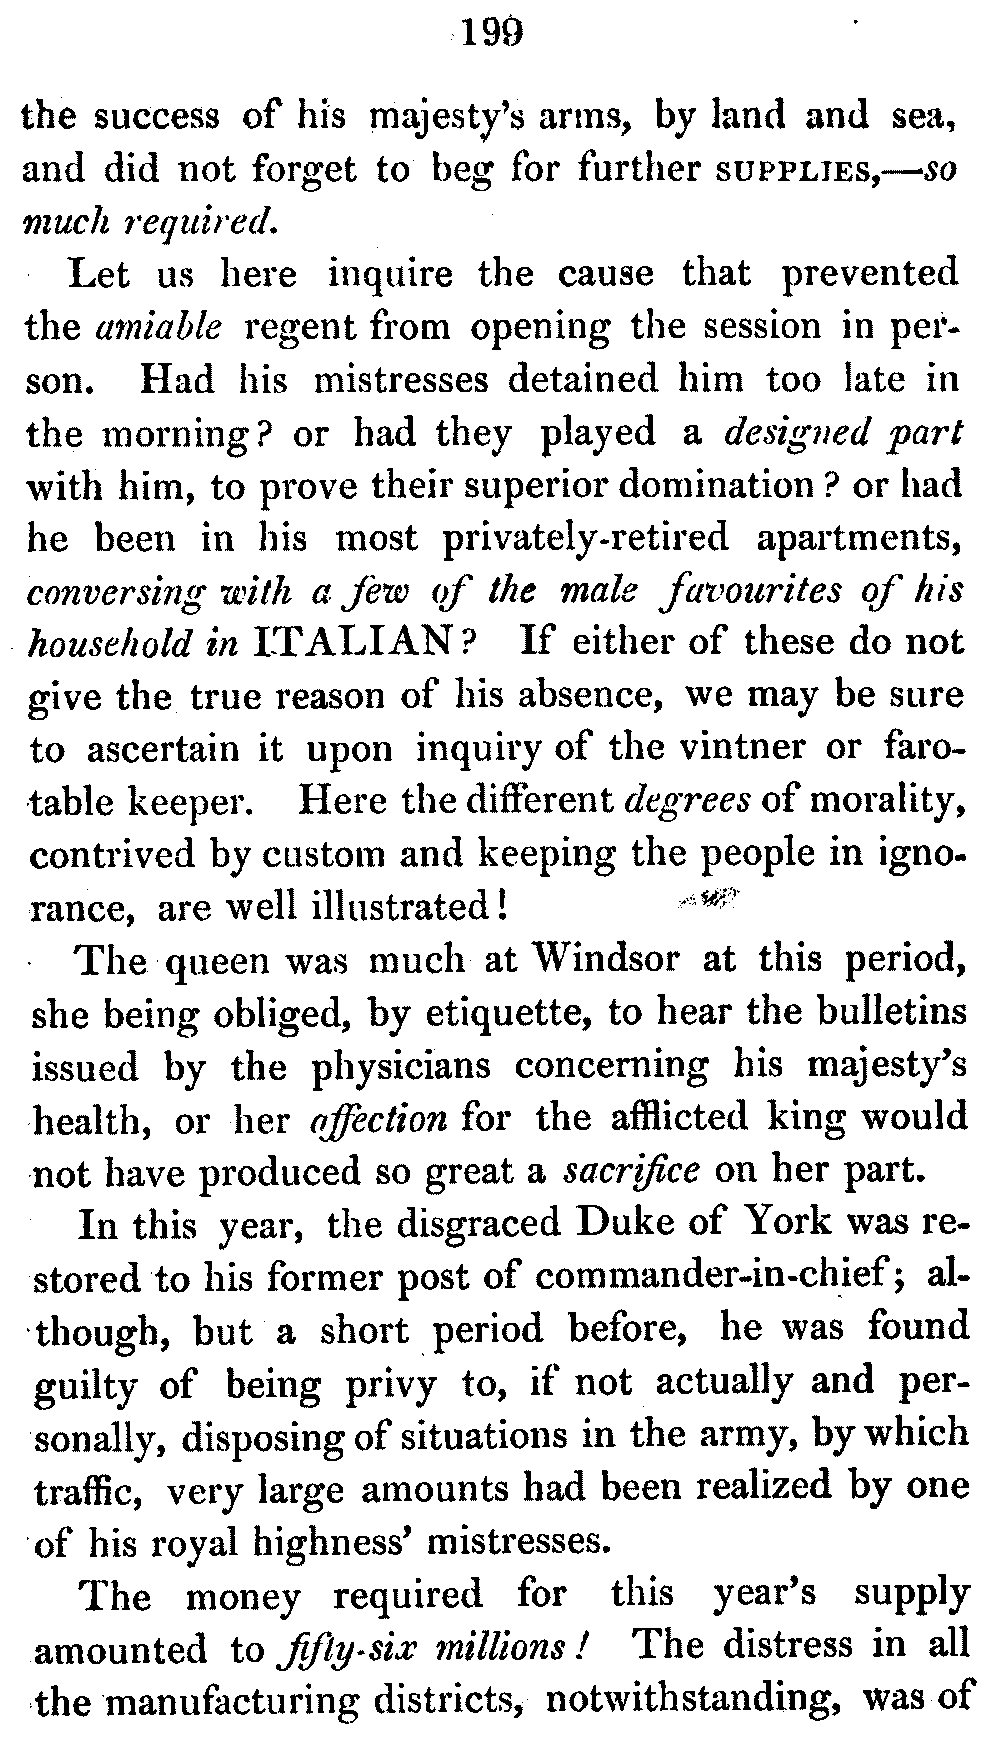 199
the success of his majesty's arms, by land and sea,
and did not forget to beg for further SUPPLIES,—so
much required.
Let us here inquire the cause that prevented
the amiable regent from opening the session in per-
son. Had his mistresses detained him too late in
the morning? or had they played a designed part
with him, to prove their superior domination? or had
he been in his most privately-retired apartments,
conversing with a few of the male favourites of his
household in ITALIAN? If either of these do not
give the true reason of his absence, we may be sure
to ascertain it upon inquiry of the vintner or faro-
table keeper. Here the different degrees of morality,
contrived by custom and keeping the people in igno-
rance, are well illustrated!
The queen was much at Windsor at this period,
she being obliged, by etiquette, to hear the bulletins
issued by the physicians concerning his majesty's
health, or her affection for the afflicted king would
not have produced so great a sacrifice on her part.
In this year, the disgraced Duke of York was re-
stored to his former post of commander-in-chief; al-
though, but a short period before, he was found
guilty of being privy to, if not actually and per-
sonally, disposing of situations in the army, by which
traffic, very large amounts had been realized by one
of his royal highness' mistresses.
The money required for this year's supply
amounted to fifty-six millions! The distress in all
the manufacturing districts, notwithstanding, was of